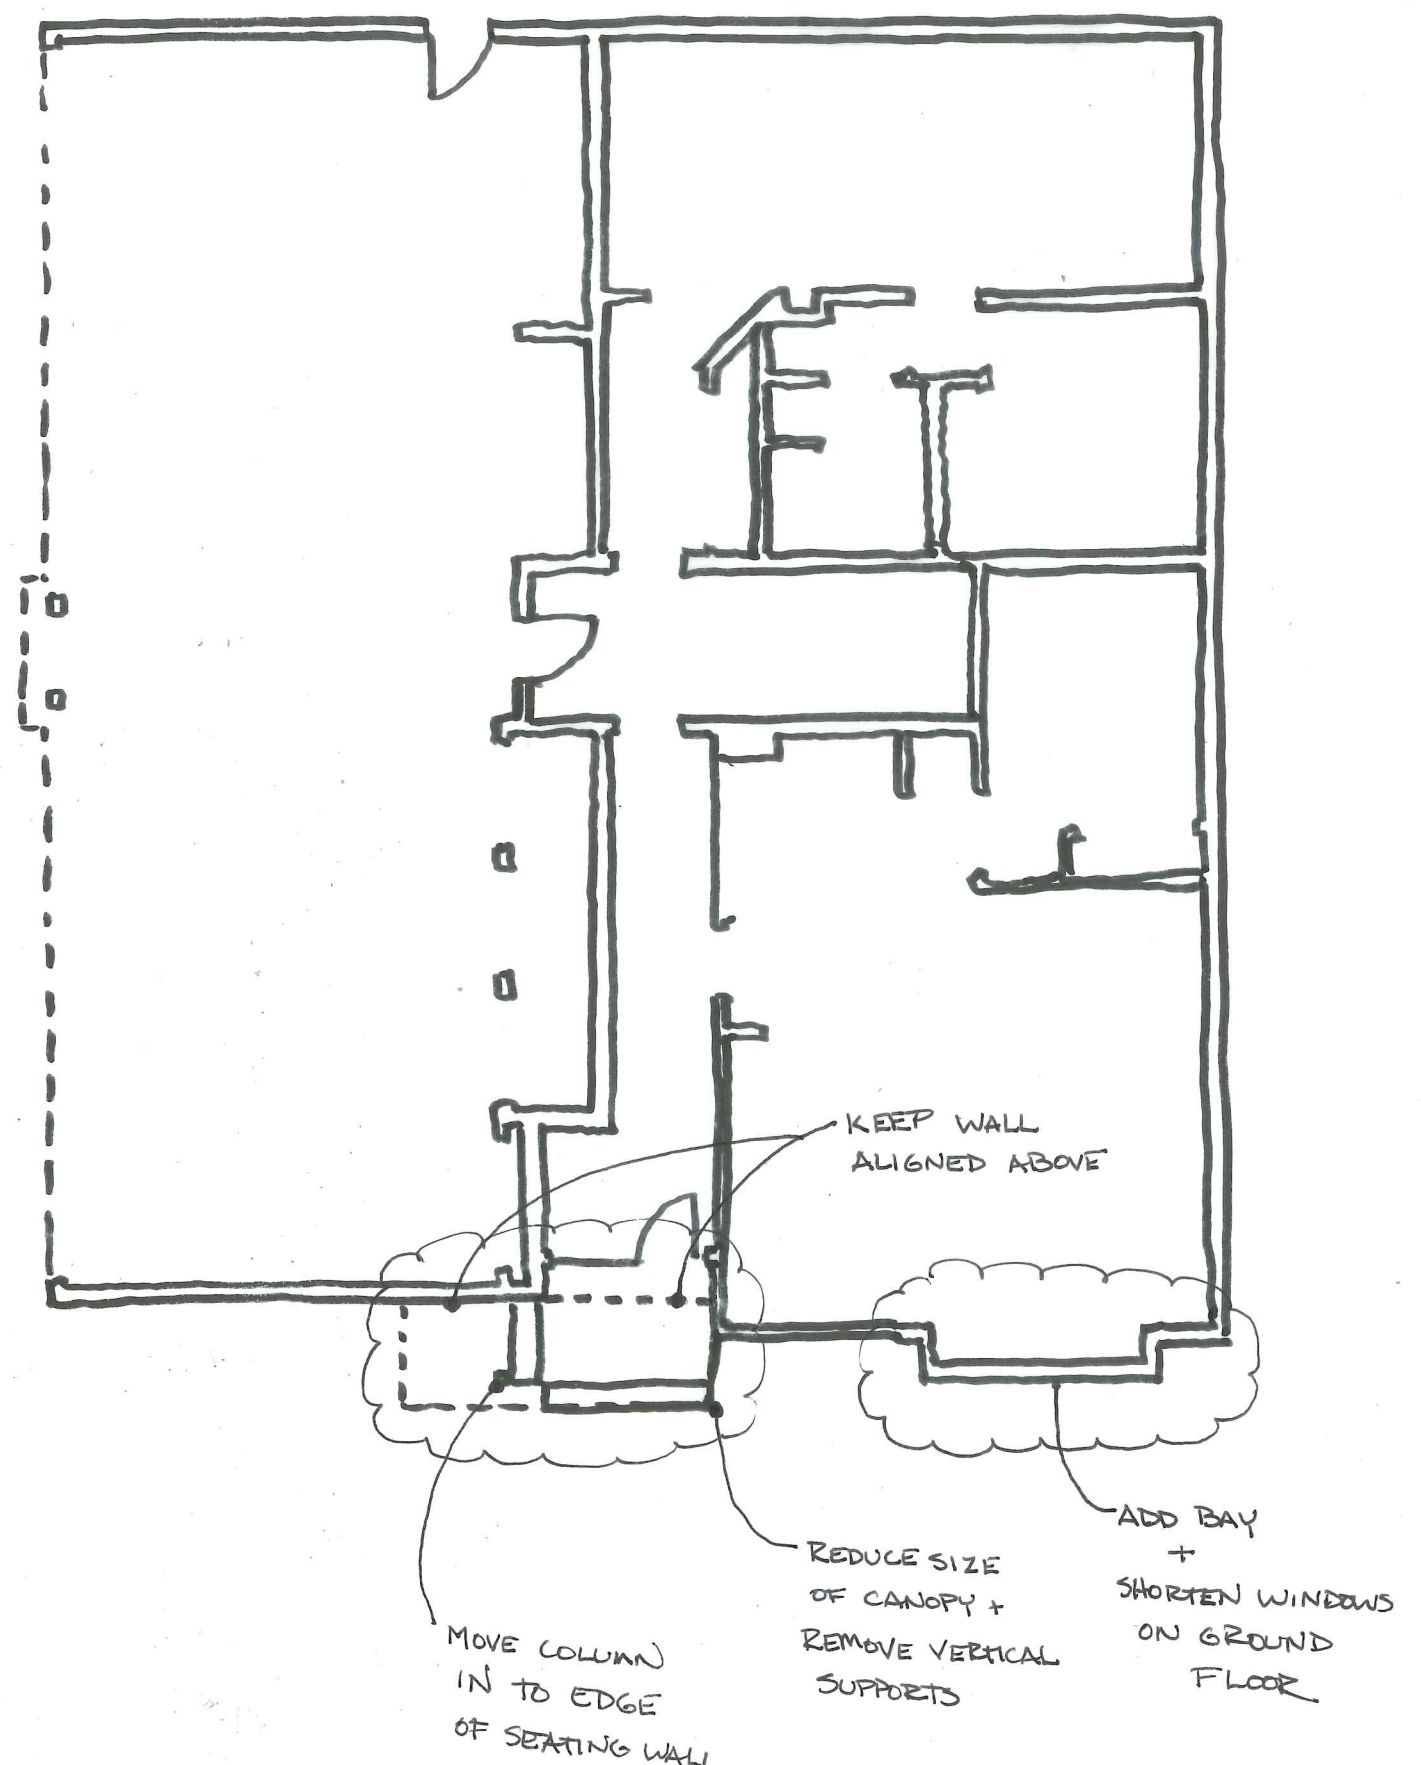 KEEP WALL
ALIGNED ABOVE
ADD BAY
+
SHORTEN WINDOWS
ON GROUND
FLOOR
REDUCE SIZE
OF CANOPY +
REMOVE VERTICAL
SUPPORTS
MOVE COLUMN
IN TO EDGE
OF SEATING WALL